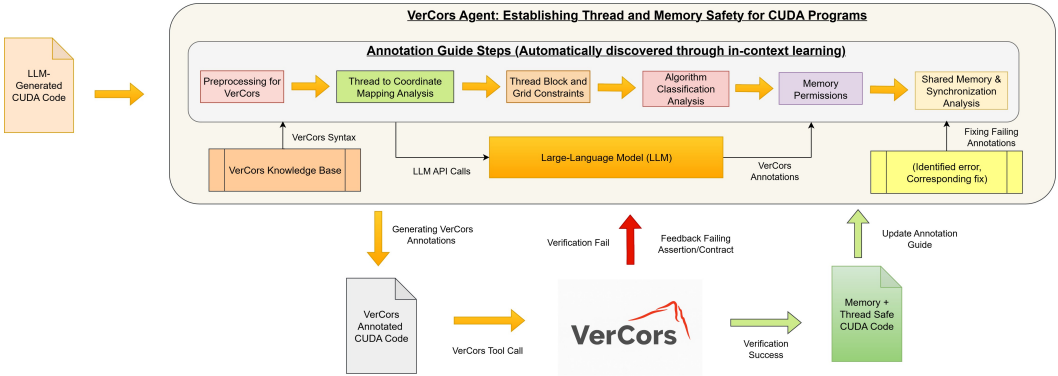 VerCors Agent: Establishing Thread and Memory Safety for CUDA Programs
Annotation Guide Steps (Automatically discovered through in-context learning)
LLM-
Generated
CUDA Code
Preprocessing for
VerCors
Thread to Coordinate
Mapping Analysis
Thread Block and
Grid Constraints
Algorithm
Classification
Analysis
Memory
Permissions
Shared Memory &
Synchronization
Analysis
VerCors Syntax
Fixing Failing
Annotations
VerCors Knowledge Base
LLM API Calls
Large-Language Model (LLM)
VerCors
Annotations
(Identified error,
Corresponding fix)
Generating VerCors
Annotations
Verification Fail
Feedback Failing
Assertion/Contract
Update Annotation
Guide
VerCors
Annotated
CUDA Code
VerCors Tool Call
VerCors
Verification
Success
Memory +
Thread Safe
CUDA Code